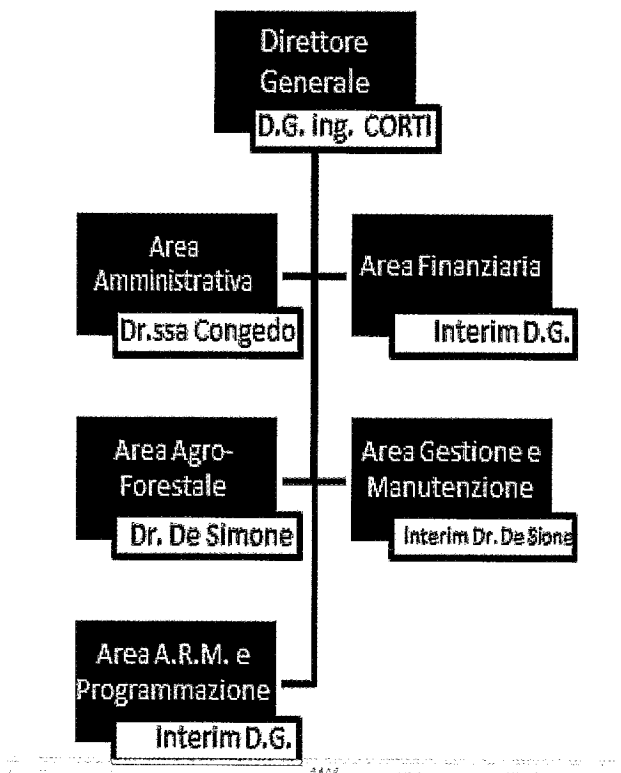 Direttore
Generale
D.G. ing. CORTI
Area
Amministrativa
Dr.ssa Congedo
Area Finanziaria
Interim D.G.
Area Agro-
Forestale
Dr. De Simone
Area Gestione e
Manutenzione
Interim Dr. De Sione
Area A.R.M. e
Programmazione
Interim D.G.